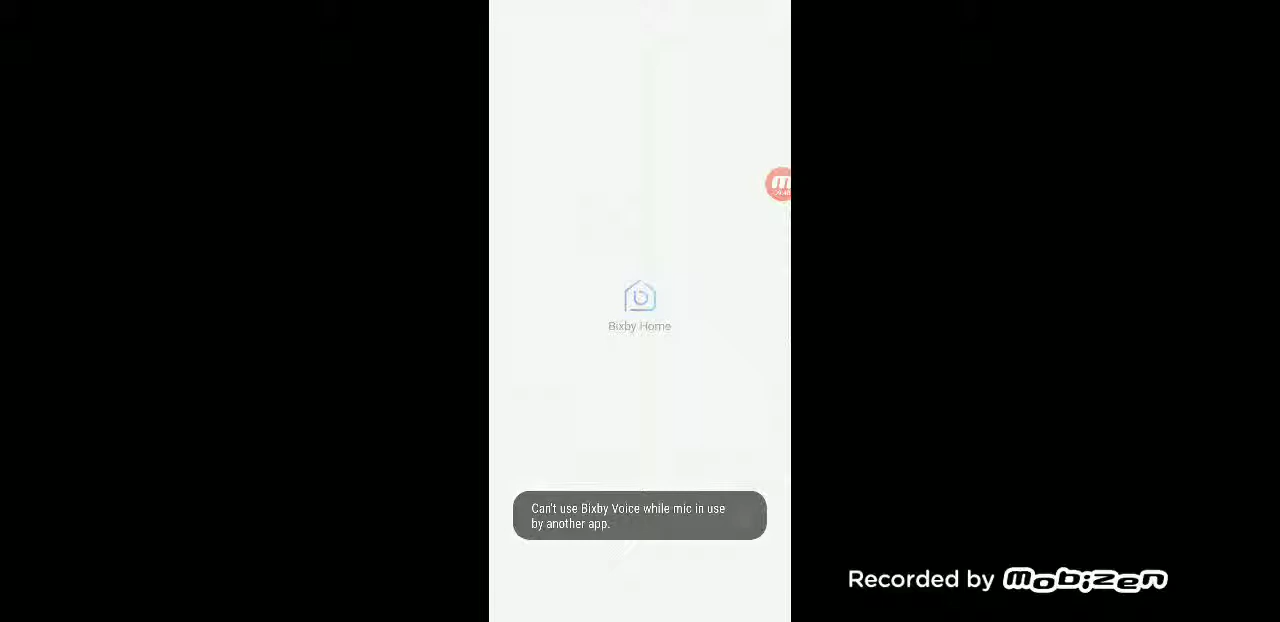 Bixby Home
Can't use Bixby Voice while mic in use
by another app.
Recorded by mobizen